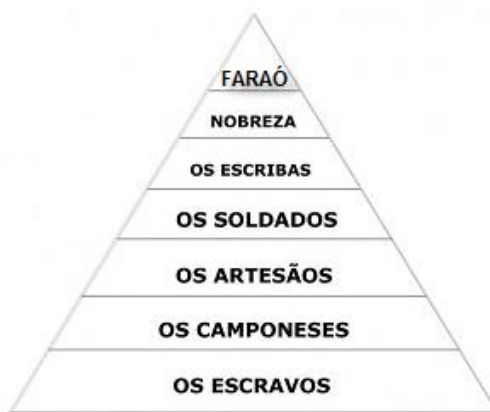 FARAÓ
NOBREZA
OS ESCRIBAS
OS SOLDADOS
OS ARTESÃOS
OS CAMPONESES
OS ESCRAVOS